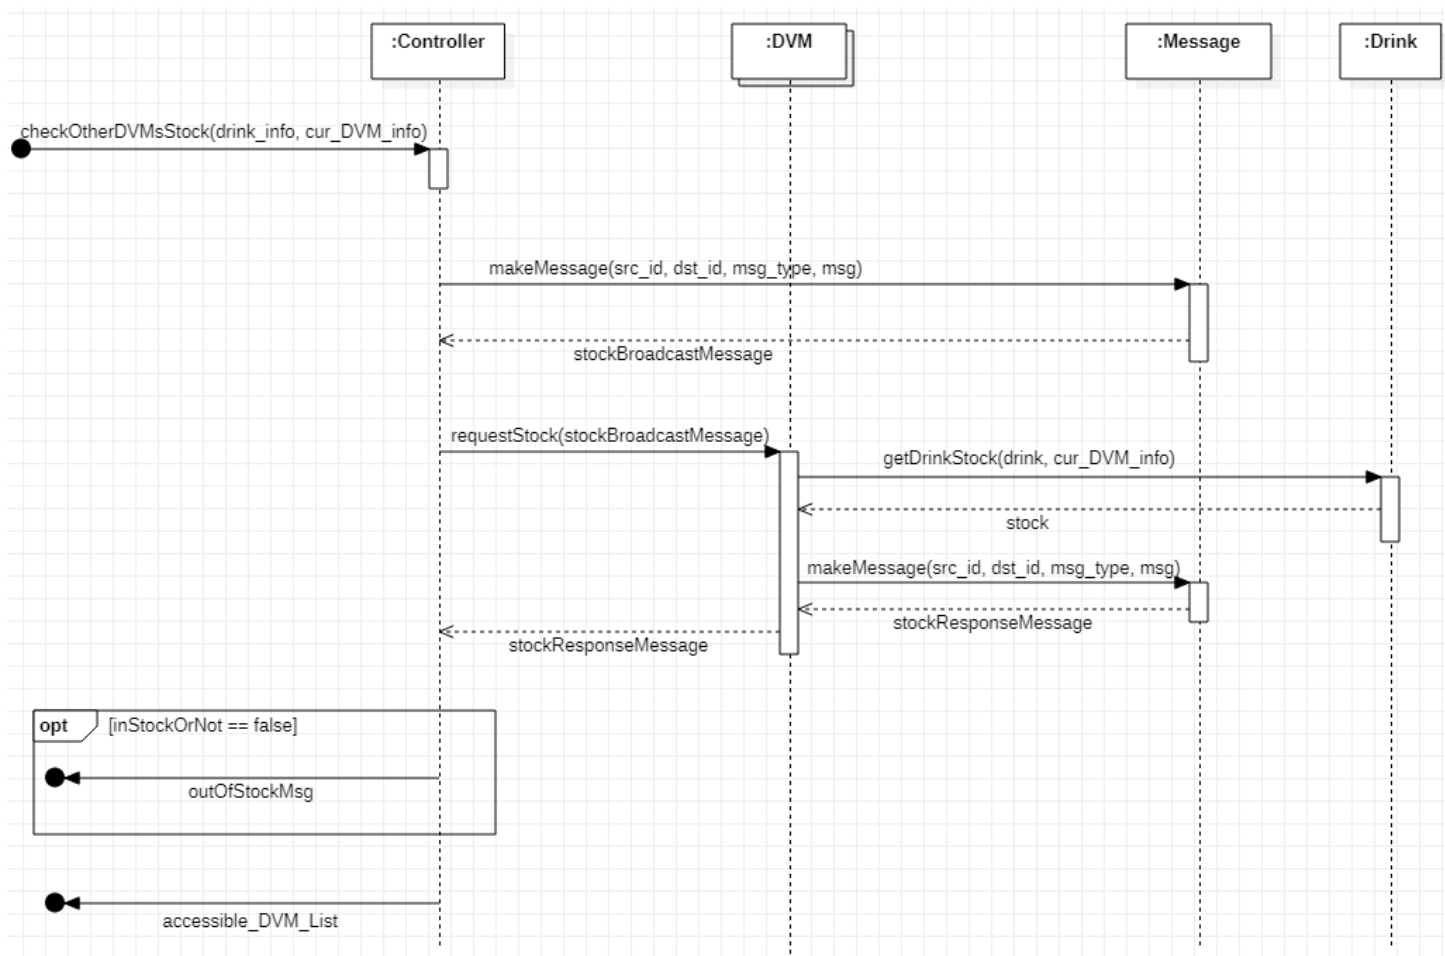 :Controller
:DVM
:Message
:Drink
checkOtherDVMsStock(drink_info, cur_DVM_info)
makeMessage(src_id, dst_id, msg_type, msg)
stockBroadcastMessage
requestStock(stockBroadcastMessage)
getDrinkStock(drink, cur_DVM_info)
stock
makeMessage(src_id, dst_id, msg_type, msg)
stockResponseMessage
stockResponseMessage
opt [inStockOrNot == false]
outOfStockMsg
accessible_DVM_List